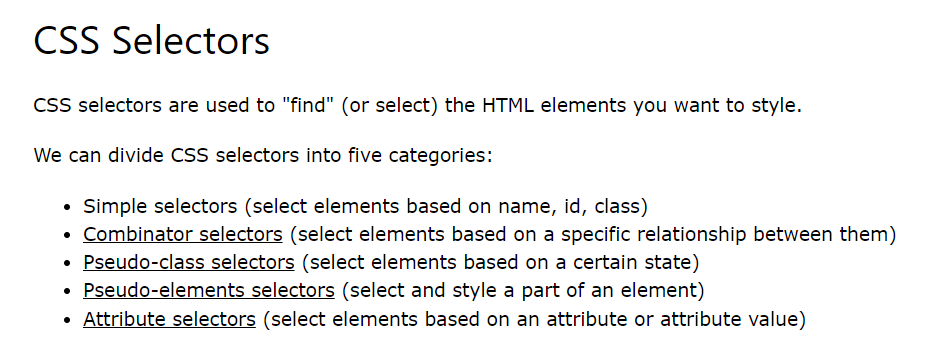 CSS Selectors
CSS selectors are used to "find" (or select) the HTML elements you want to style.
We can divide CSS selectors into five categories:
• Simple selectors (select elements based on name, id, class)
• Combinator selectors (select elements based on a specific relationship between them)
• Pseudo-class selectors (select elements based on a certain state)
• Pseudo-elements selectors (select and style a part of an element)
• Attribute selectors (select elements based on an attribute or attribute value)